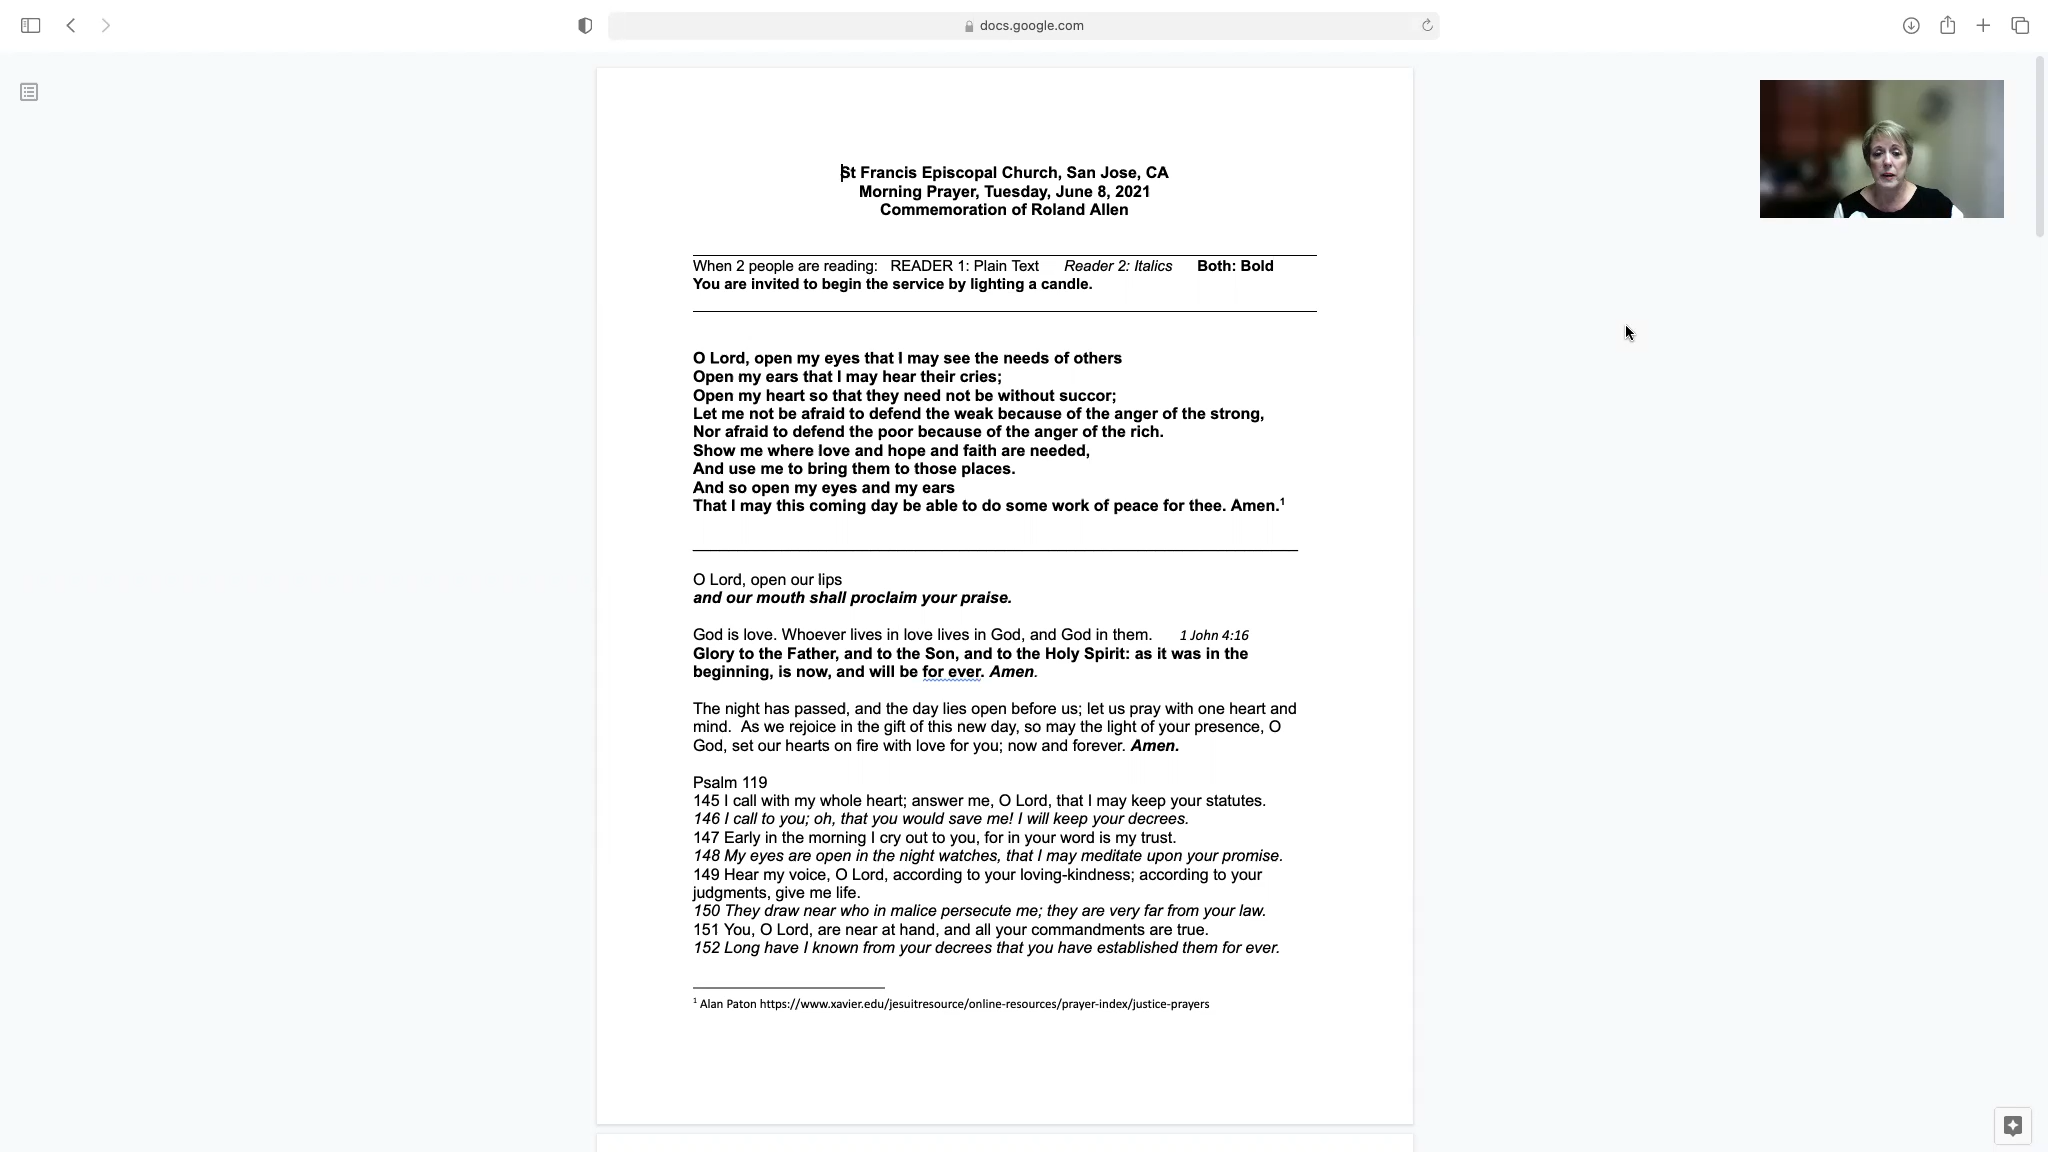 docs.google.com
St Francis Episcopal Church, San Jose, CA
Morning Prayer, Tuesday, June 8, 2021
Commemoration of Roland Allen
When 2 people are reading: READER 1: Plain Text Reader 2: Italics Both: Bold
You are invited to begin the service by lighting a candle.
O Lord, open my eyes that I may see the needs of others
Open my ears that I may hear their cries;
Open my heart so that they need not be without succor;
Let me not be afraid to defend the weak because of the anger of the strong,
Nor afraid to defend the poor because of the anger of the rich.
Show me where love and hope and faith are needed,
And use me to bring them to those places.
And so open my eyes and my ears
That I may this coming day be able to do some work of peace for thee. Amen.¹
O Lord, open our lips
and our mouth shall proclaim your praise.
God is love. Whoever lives in love lives in God, and God in them. 1 John 4:16
Glory to the Father, and to the Son, and to the Holy Spirit: as it was in the
beginning, is now, and will be for ever. Amen.
The night has passed, and the day lies open before us; let us pray with one heart and
mind. As we rejoice in the gift of this new day, so may the light of your presence, O
God, set our hearts on fire with love for you; now and forever. Amen.
Psalm 119
145 I call with my whole heart; answer me, O Lord, that I may keep your statutes.
146 I call to you; oh, that you would save me! I will keep your decrees.
147 Early in the morning I cry out to you, for in your word is my trust.
148 My eyes are open in the night watches, that I may meditate upon your promise.
149 Hear my voice, O Lord, according to your loving-kindness; according to your
judgments, give me life.
150 They draw near who in malice persecute me; they are very far from your law.
151 You, O Lord, are near at hand, and all your commandments are true.
152 Long have I known from your decrees that you have established them for ever.
¹ Alan Paton https://www.xavier.edu/jesuitresource/online-resources/prayer-index/justice-prayers